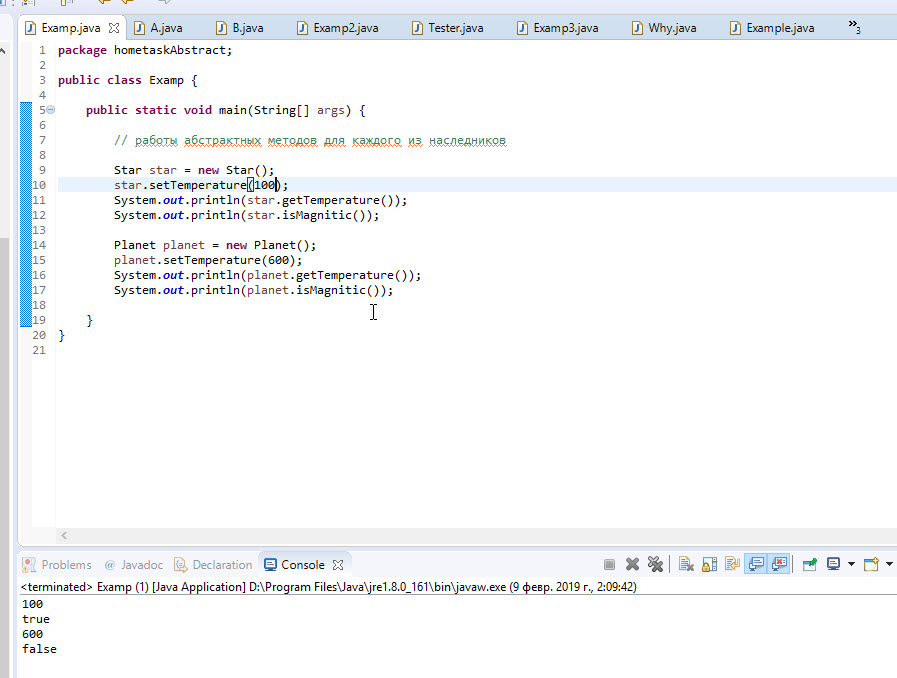 Examp.java A.java B.java Examp2.java Tester.java Examp3.java Why.java Example.java »3
1 package hometaskAbstract;
2
3 public class Examp {
4
5 public static void main(String[] args) {
6
7 // работы абстрактных методов для каждого из наследников
8
9 Star star = new Star();
10 star.setTemperature(100);
11 System.out.println(star.getTemperature());
12 System.out.println(star.isMagnitic());
13
14 Planet planet = new Planet();
15 planet.setTemperature(600);
16 System.out.println(planet.getTemperature());
17 System.out.println(planet.isMagnitic());
18
19 }
20 }
21
Problems @ Javadoc Declaration Console
<terminated> Examp (1) [Java Application] D:\Program Files\Java\jre1.8.0_161\bin\javaw.exe (9 февр. 2019 г., 2:09:42)
100
true
600
false